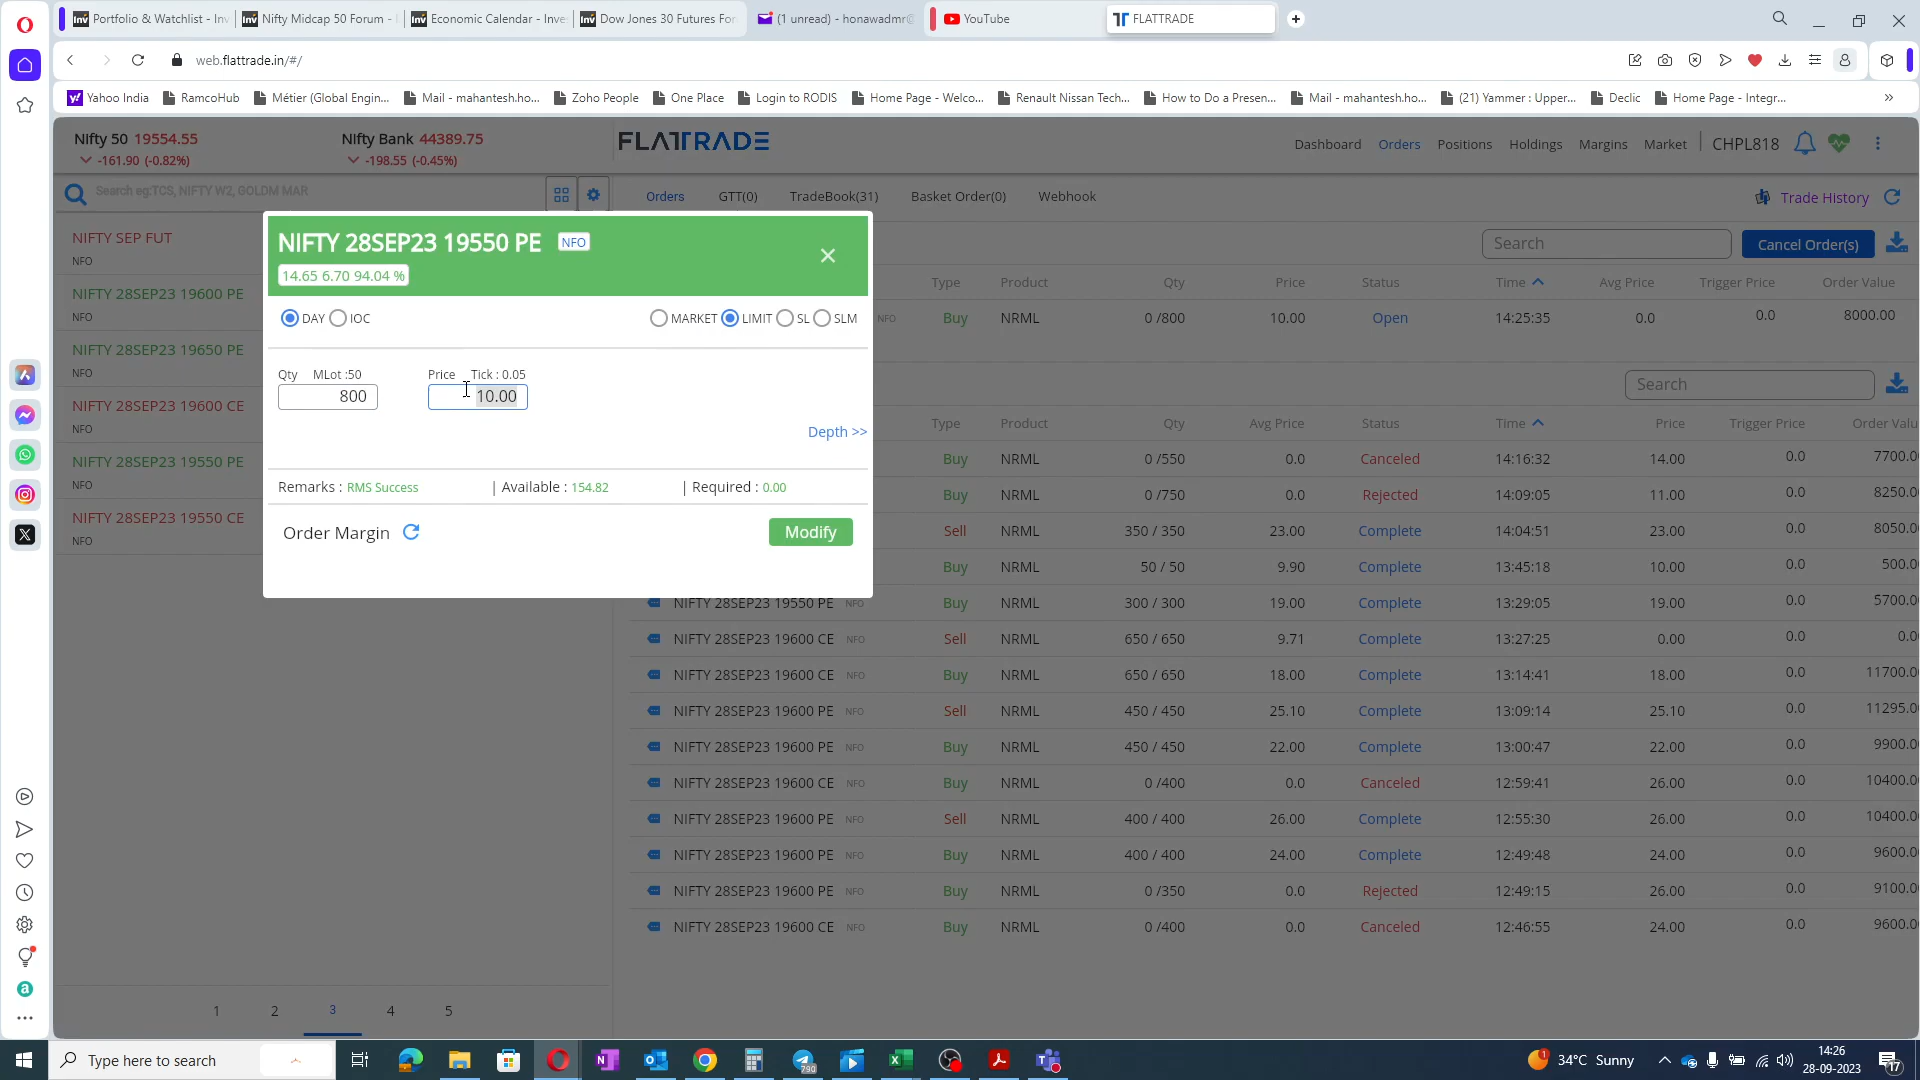 Portfolio & Watchlist - Inv
Nifty Midcap 50 Forum -
Economic Calendar - Inve
Dow Jones 30 Futures For
(1 unread) - honawadmr@
YouTube
FLATTRADE
web.flattrade.in/#/
Yahoo India
RamcoHub
Métier (Global Engin...
Mail - mahantesh.ho...
Zoho People
One Place
Login to RODIS
Home Page - Welco...
Renault Nissan Tech...
How to Do a Presen...
Mail - mahantesh.ho...
(21) Yammer : Upper...
Declic
Home Page - Integr...
Nifty 50 19554.55
-161.90 (-0.82%)
Nifty Bank 44389.75
-198.55 (-0.45%)
FLATTRADE
Dashboard Orders Positions Holdings Margins Market CHPL818
Search eg:TCS, NIFTY W2, GOLDM MAR
Orders GTT(0) TradeBook(31) Basket Order(0) Webhook Trade History
NIFTY SEP FUT
NFO
NIFTY 28SEP23 19600 PE
NFO
NIFTY 28SEP23 19650 PE
NFO
NIFTY 28SEP23 19600 CE
NFO
NIFTY 28SEP23 19550 PE
NFO
NIFTY 28SEP23 19550 CE
NFO
1 2 3 4 5
NIFTY 28SEP23 19550 PE NFO
14.65 6.70 94.04 %
DAY IOC MARKET LIMIT SL SLM
Qty MLot :50 Price Tick : 0.05
800 10.00
Depth >>
Remarks : RMS Success | Available : 154.82 | Required : 0.00
Order Margin Modify
Search Cancel Order(s)
Type Product Qty Price Status Time Avg Price Trigger Price Order Value
NFO Buy NRML 0 /800 10.00 Open 14:25:35 0.0 0.0 8000.00
Search
Type Product Qty Avg Price Status Time Price Trigger Price Order Valu
Buy NRML 0 /550 0.0 Canceled 14:16:32 14.00 0.0 7700.0
Buy NRML 0 /750 0.0 Rejected 14:09:05 11.00 0.0 8250.0
Sell NRML 350 / 350 23.00 Complete 14:04:51 23.00 0.0 8050.0
Buy NRML 50 / 50 9.90 Complete 13:45:18 10.00 0.0 500.0
NIFTY 28SEP23 19550 PE NFO Buy NRML 300 / 300 19.00 Complete 13:29:05 19.00 0.0 5700.0
NIFTY 28SEP23 19600 CE NFO Sell NRML 650 / 650 9.71 Complete 13:27:25 0.00 0.0 0.0
NIFTY 28SEP23 19600 CE NFO Buy NRML 650 / 650 18.00 Complete 13:14:41 18.00 0.0 11700.0
NIFTY 28SEP23 19600 PE NFO Sell NRML 450 / 450 25.10 Complete 13:09:14 25.10 0.0 11295.0
NIFTY 28SEP23 19600 PE NFO Buy NRML 450 / 450 22.00 Complete 13:00:47 22.00 0.0 9900.0
NIFTY 28SEP23 19600 CE NFO Buy NRML 0 /400 0.0 Canceled 12:59:41 26.00 0.0 10400.0
NIFTY 28SEP23 19600 PE NFO Sell NRML 400 / 400 26.00 Complete 12:55:30 26.00 0.0 10400.0
NIFTY 28SEP23 19600 PE NFO Buy NRML 400 / 400 24.00 Complete 12:49:48 24.00 0.0 9600.0
NIFTY 28SEP23 19600 PE NFO Buy NRML 0 /350 0.0 Rejected 12:49:15 26.00 0.0 9100.0
NIFTY 28SEP23 19600 CE NFO Buy NRML 0 /400 0.0 Canceled 12:46:55 24.00 0.0 9600.0
Type here to search
790
34°C Sunny
14:26
28-09-2023
17